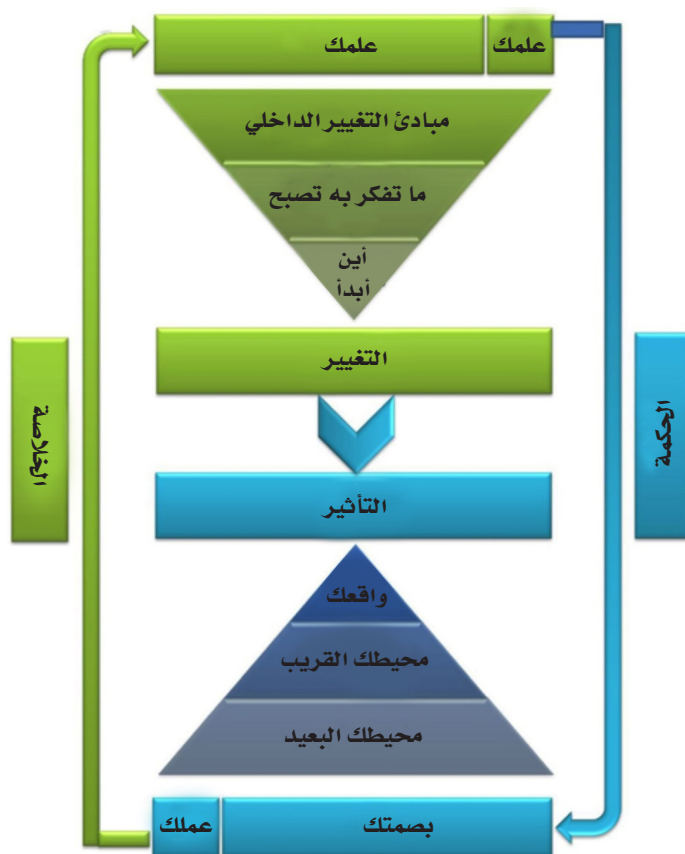 علمك
علمك
مبادئ التغيير الداخلي
ما تفكر به تصبح
أين
أبدأ
التغيير
التأثير
واقعك
محيطك القريب
محيطك البعيد
بصمتك
عملك
الحكمة
الخلاصة